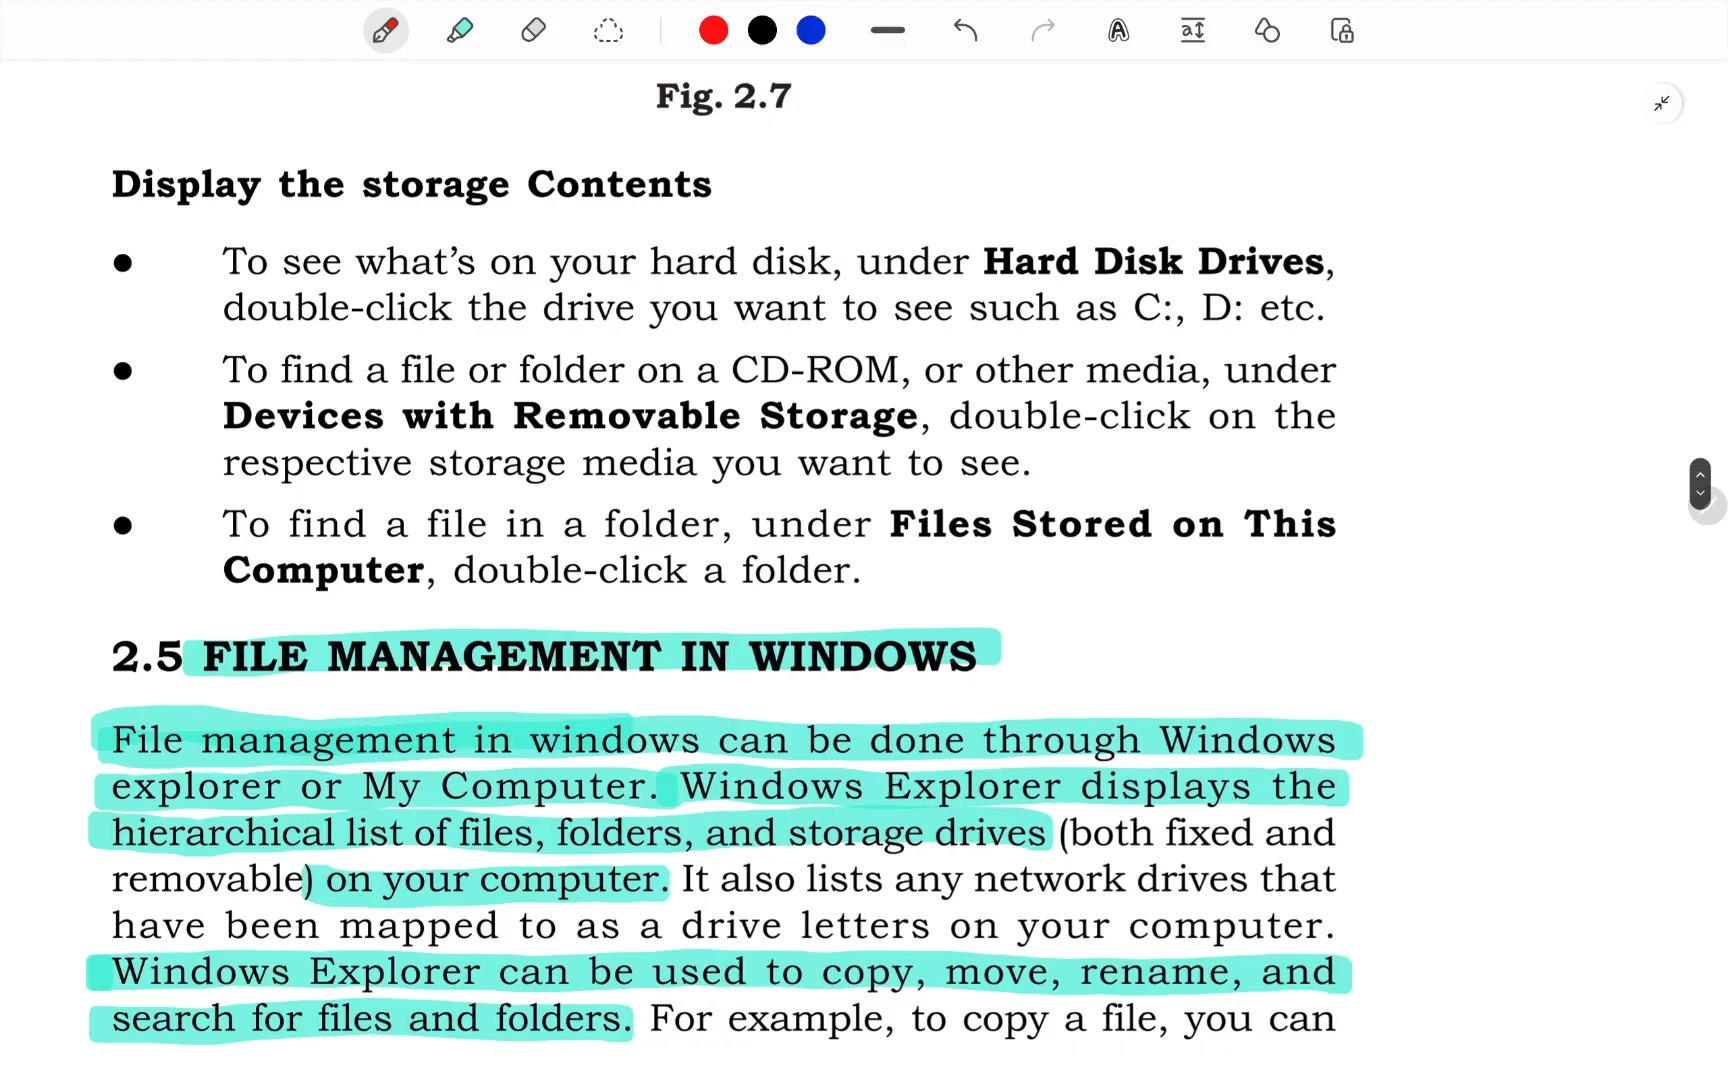 Fig. 2.7
Display the storage Contents
● To see what's on your hard disk, under Hard Disk Drives,
double-click the drive you want to see such as C:, D: etc.
● To find a file or folder on a CD-ROM, or other media, under
Devices with Removable Storage, double-click on the
respective storage media you want to see.
● To find a file in a folder, under Files Stored on This
Computer, double-click a folder.
2.5 FILE MANAGEMENT IN WINDOWS
File management in windows can be done through Windows
explorer or My Computer. Windows Explorer displays the
hierarchical list of files, folders, and storage drives (both fixed and
removable) on your computer. It also lists any network drives that
have been mapped to as a drive letters on your computer.
Windows Explorer can be used to copy, move, rename, and
search for files and folders. For example, to copy a file, you can